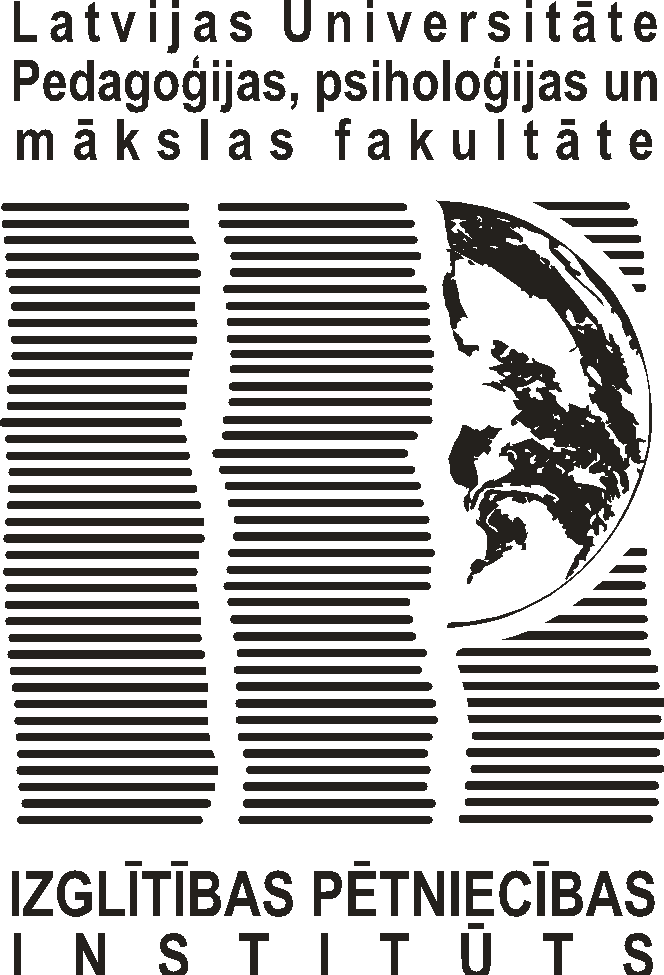 Latvijas Universitāte
Pedagoģijas, psiholoģijas un
mākslas fakultāte
IZGLĪTĪBAS PĒTNIECĪBAS
INSTITŪTS